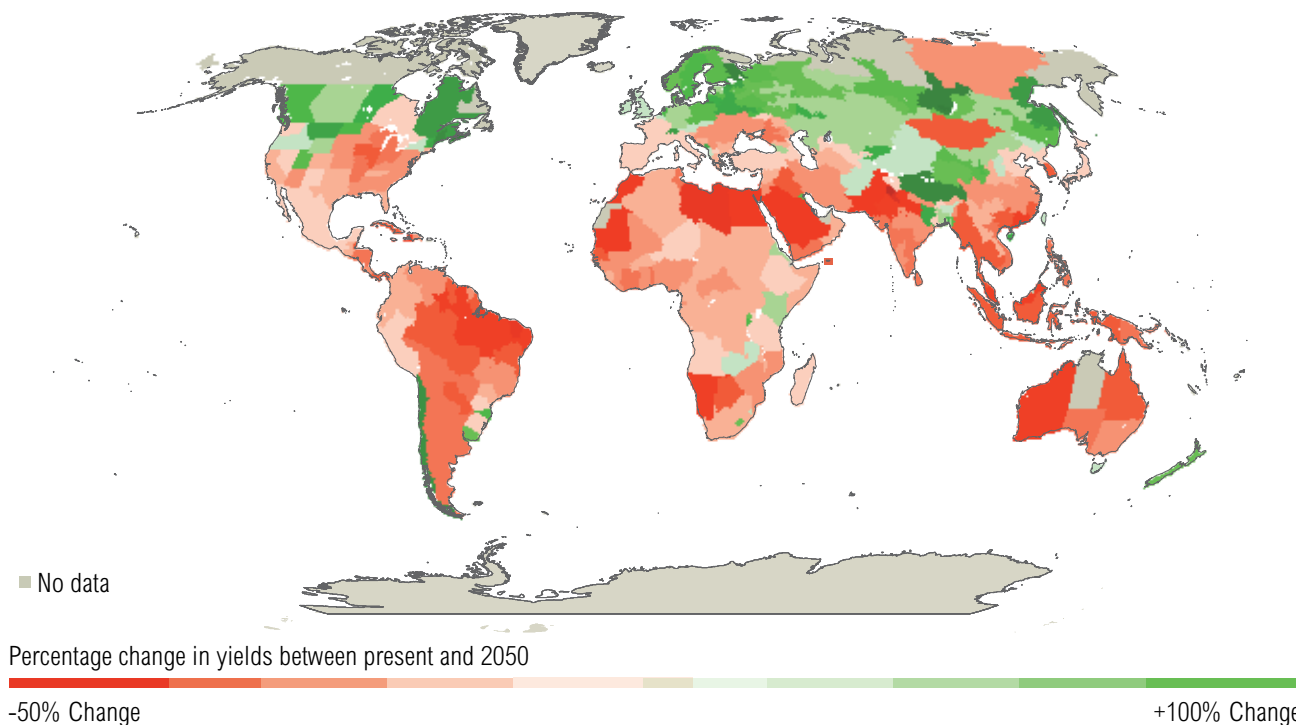 No data
Percentage change in yields between present and 2050
-50% Change
+100% Change